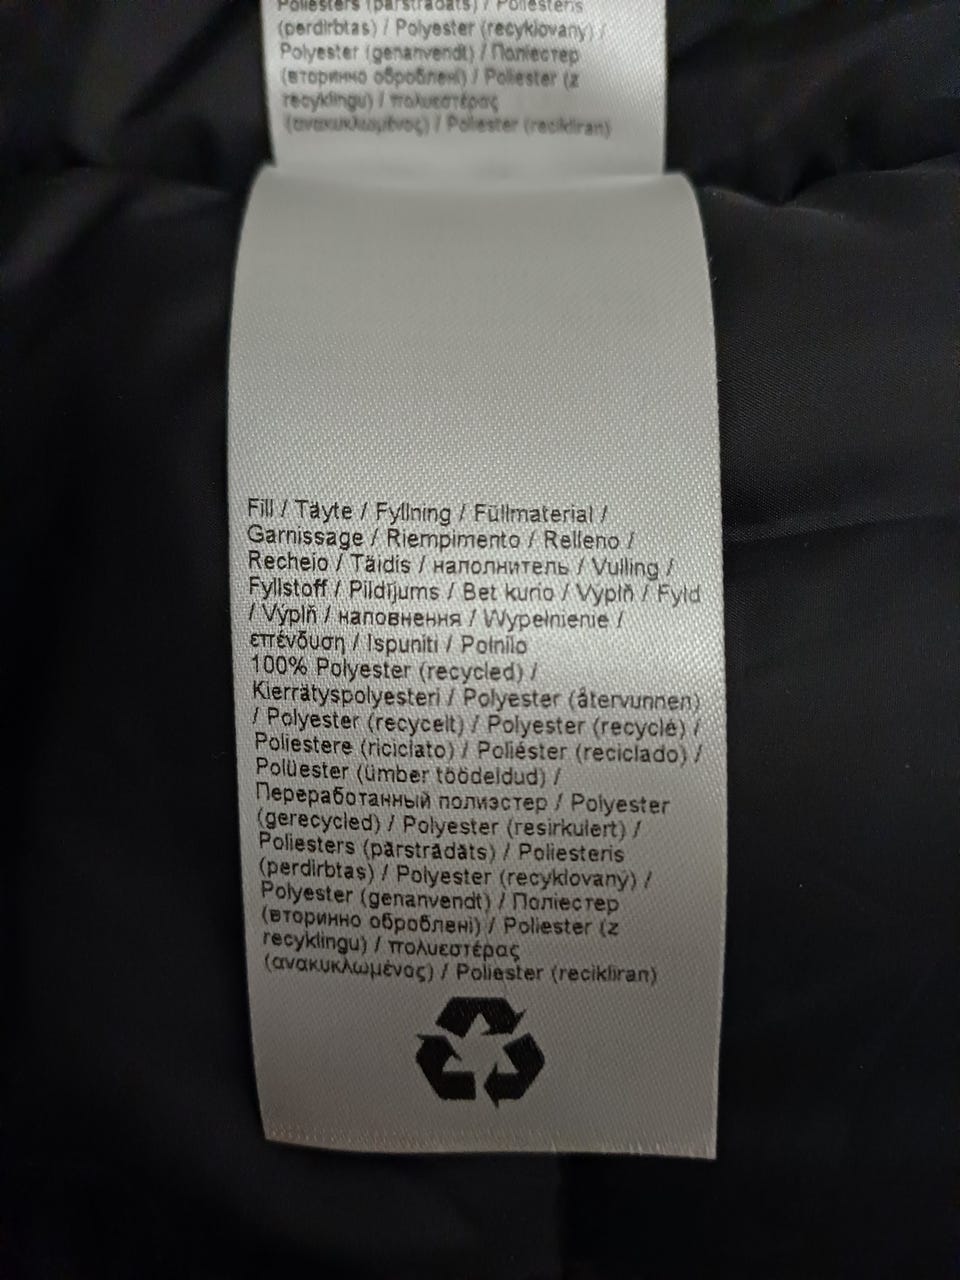 Poliesters (pārstrādāts) / Poliesteris
(perdirbtas) / Polyester (recyklovaný) /
Polyester (genanvendt) / Поліестер
(вторинно оброблені) / Poliester (z
recyklingu) / πολυεστέρας
(ανακυκλωμένος) / Poliester (recikliran)
Fill / Täyte / Fyllning / Füllmaterial /
Garnissage / Riempimento / Relleno /
Recheio / Täidis / наполнитель / Vulling /
Fyllstoff / Pildījums / Bet kurio / Výplň / Fyld
/ Výplň / наповнення / Wypełnienie /
επένδυση / Ispuniti / Polnilo
100% Polyester (recycled) /
Kierrätyspolyesteri / Polyester (återvunnen)
/ Polyester (recycelt) / Polyester (recyclé) /
Poliestere (riciclato) / Poliéster (reciclado) /
Polüester (ümber töödeldud) /
Переработанный полиэстер / Polyester
(gerecycled) / Polyester (resirkulert) /
Poliesters (pārstrādāts) / Poliesteris
(perdirbtas) / Polyester (recyklovaný) /
Polyester (genanvendt) / Поліестер
(вторинно оброблені) / Poliester (z
recyklingu) / πολυεστέρας
(ανακυκλωμένος) / Poliester (recikliran)